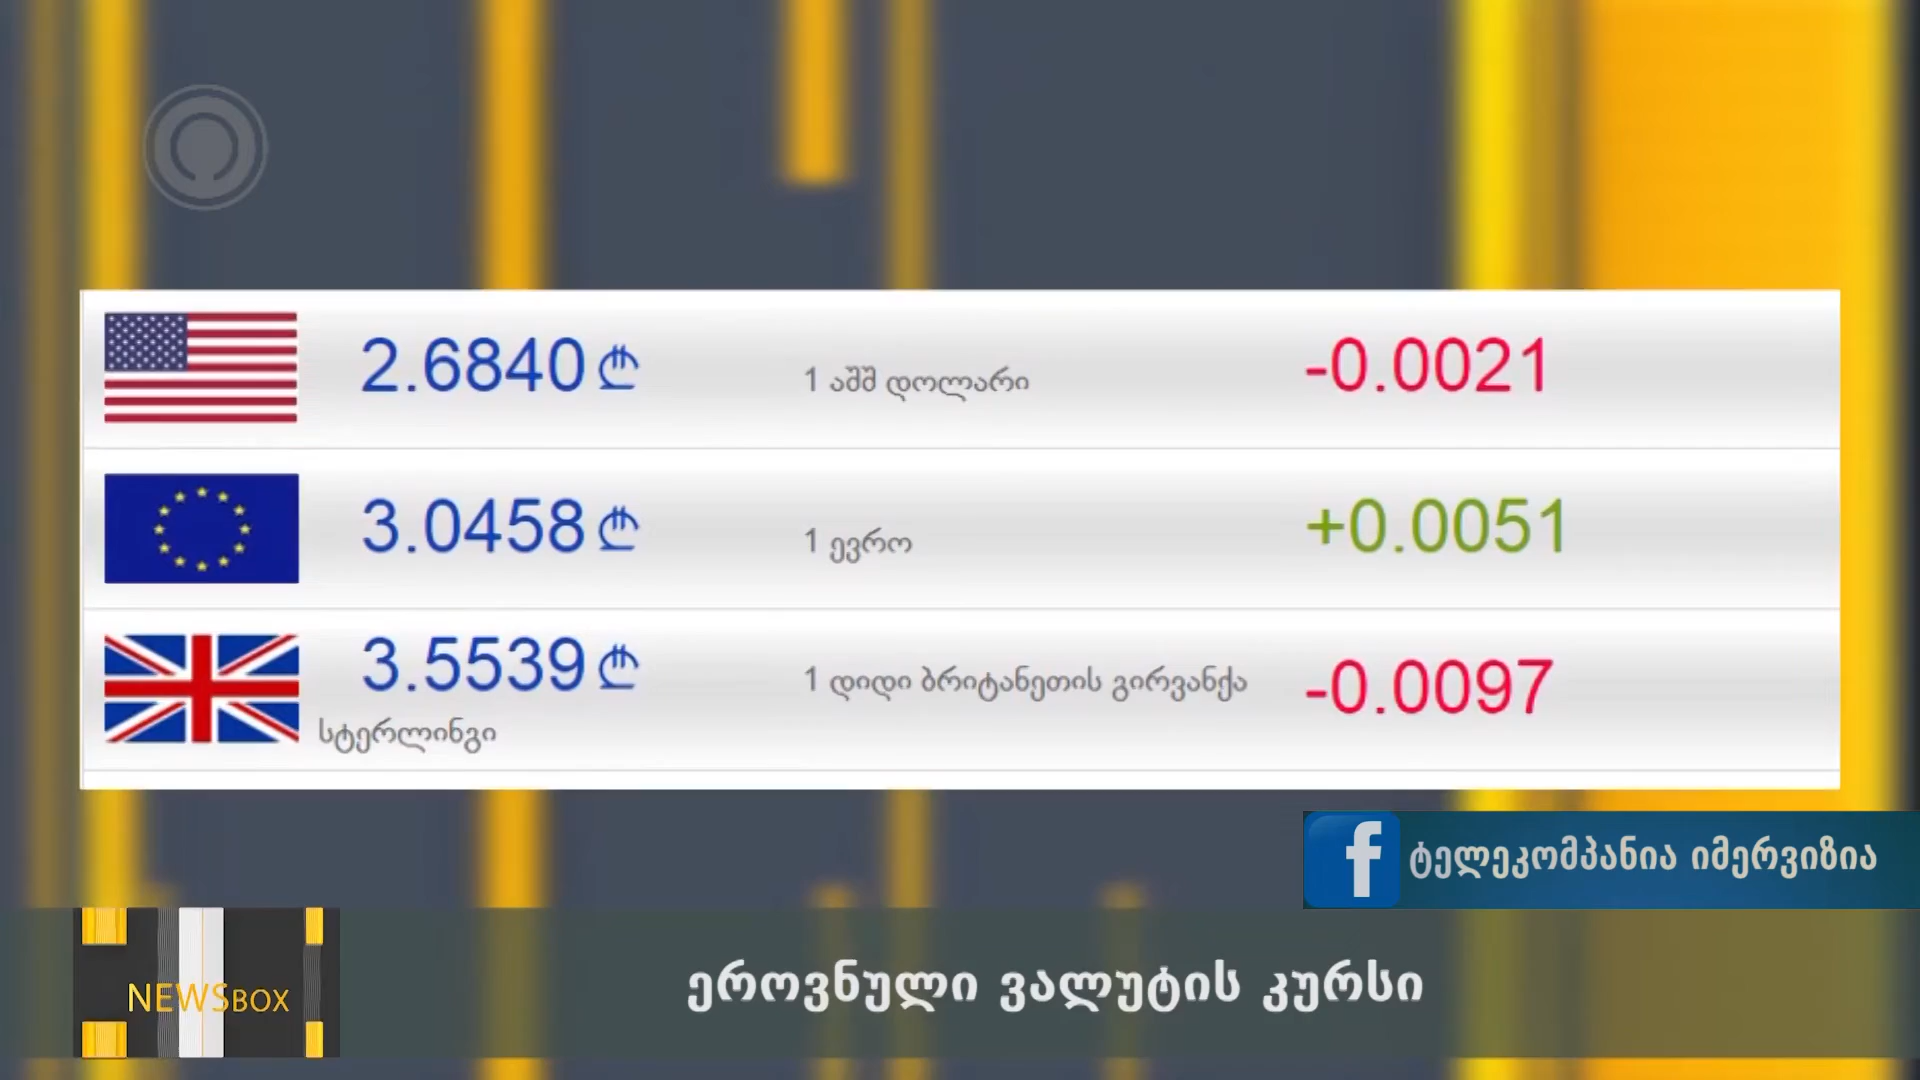 2.6840 ₾ 1 აშშ დოლარი -0.0021
3.0458 ₾ 1 ევრო +0.0051
3.5539 ₾ 1 დიდი ბრიტანეთის გირვანქა -0.0097
სტერლინგი
f ტელეკომპანია იმერვიზია
NEWSBOX
ეროვნული ვალუტის კურსი